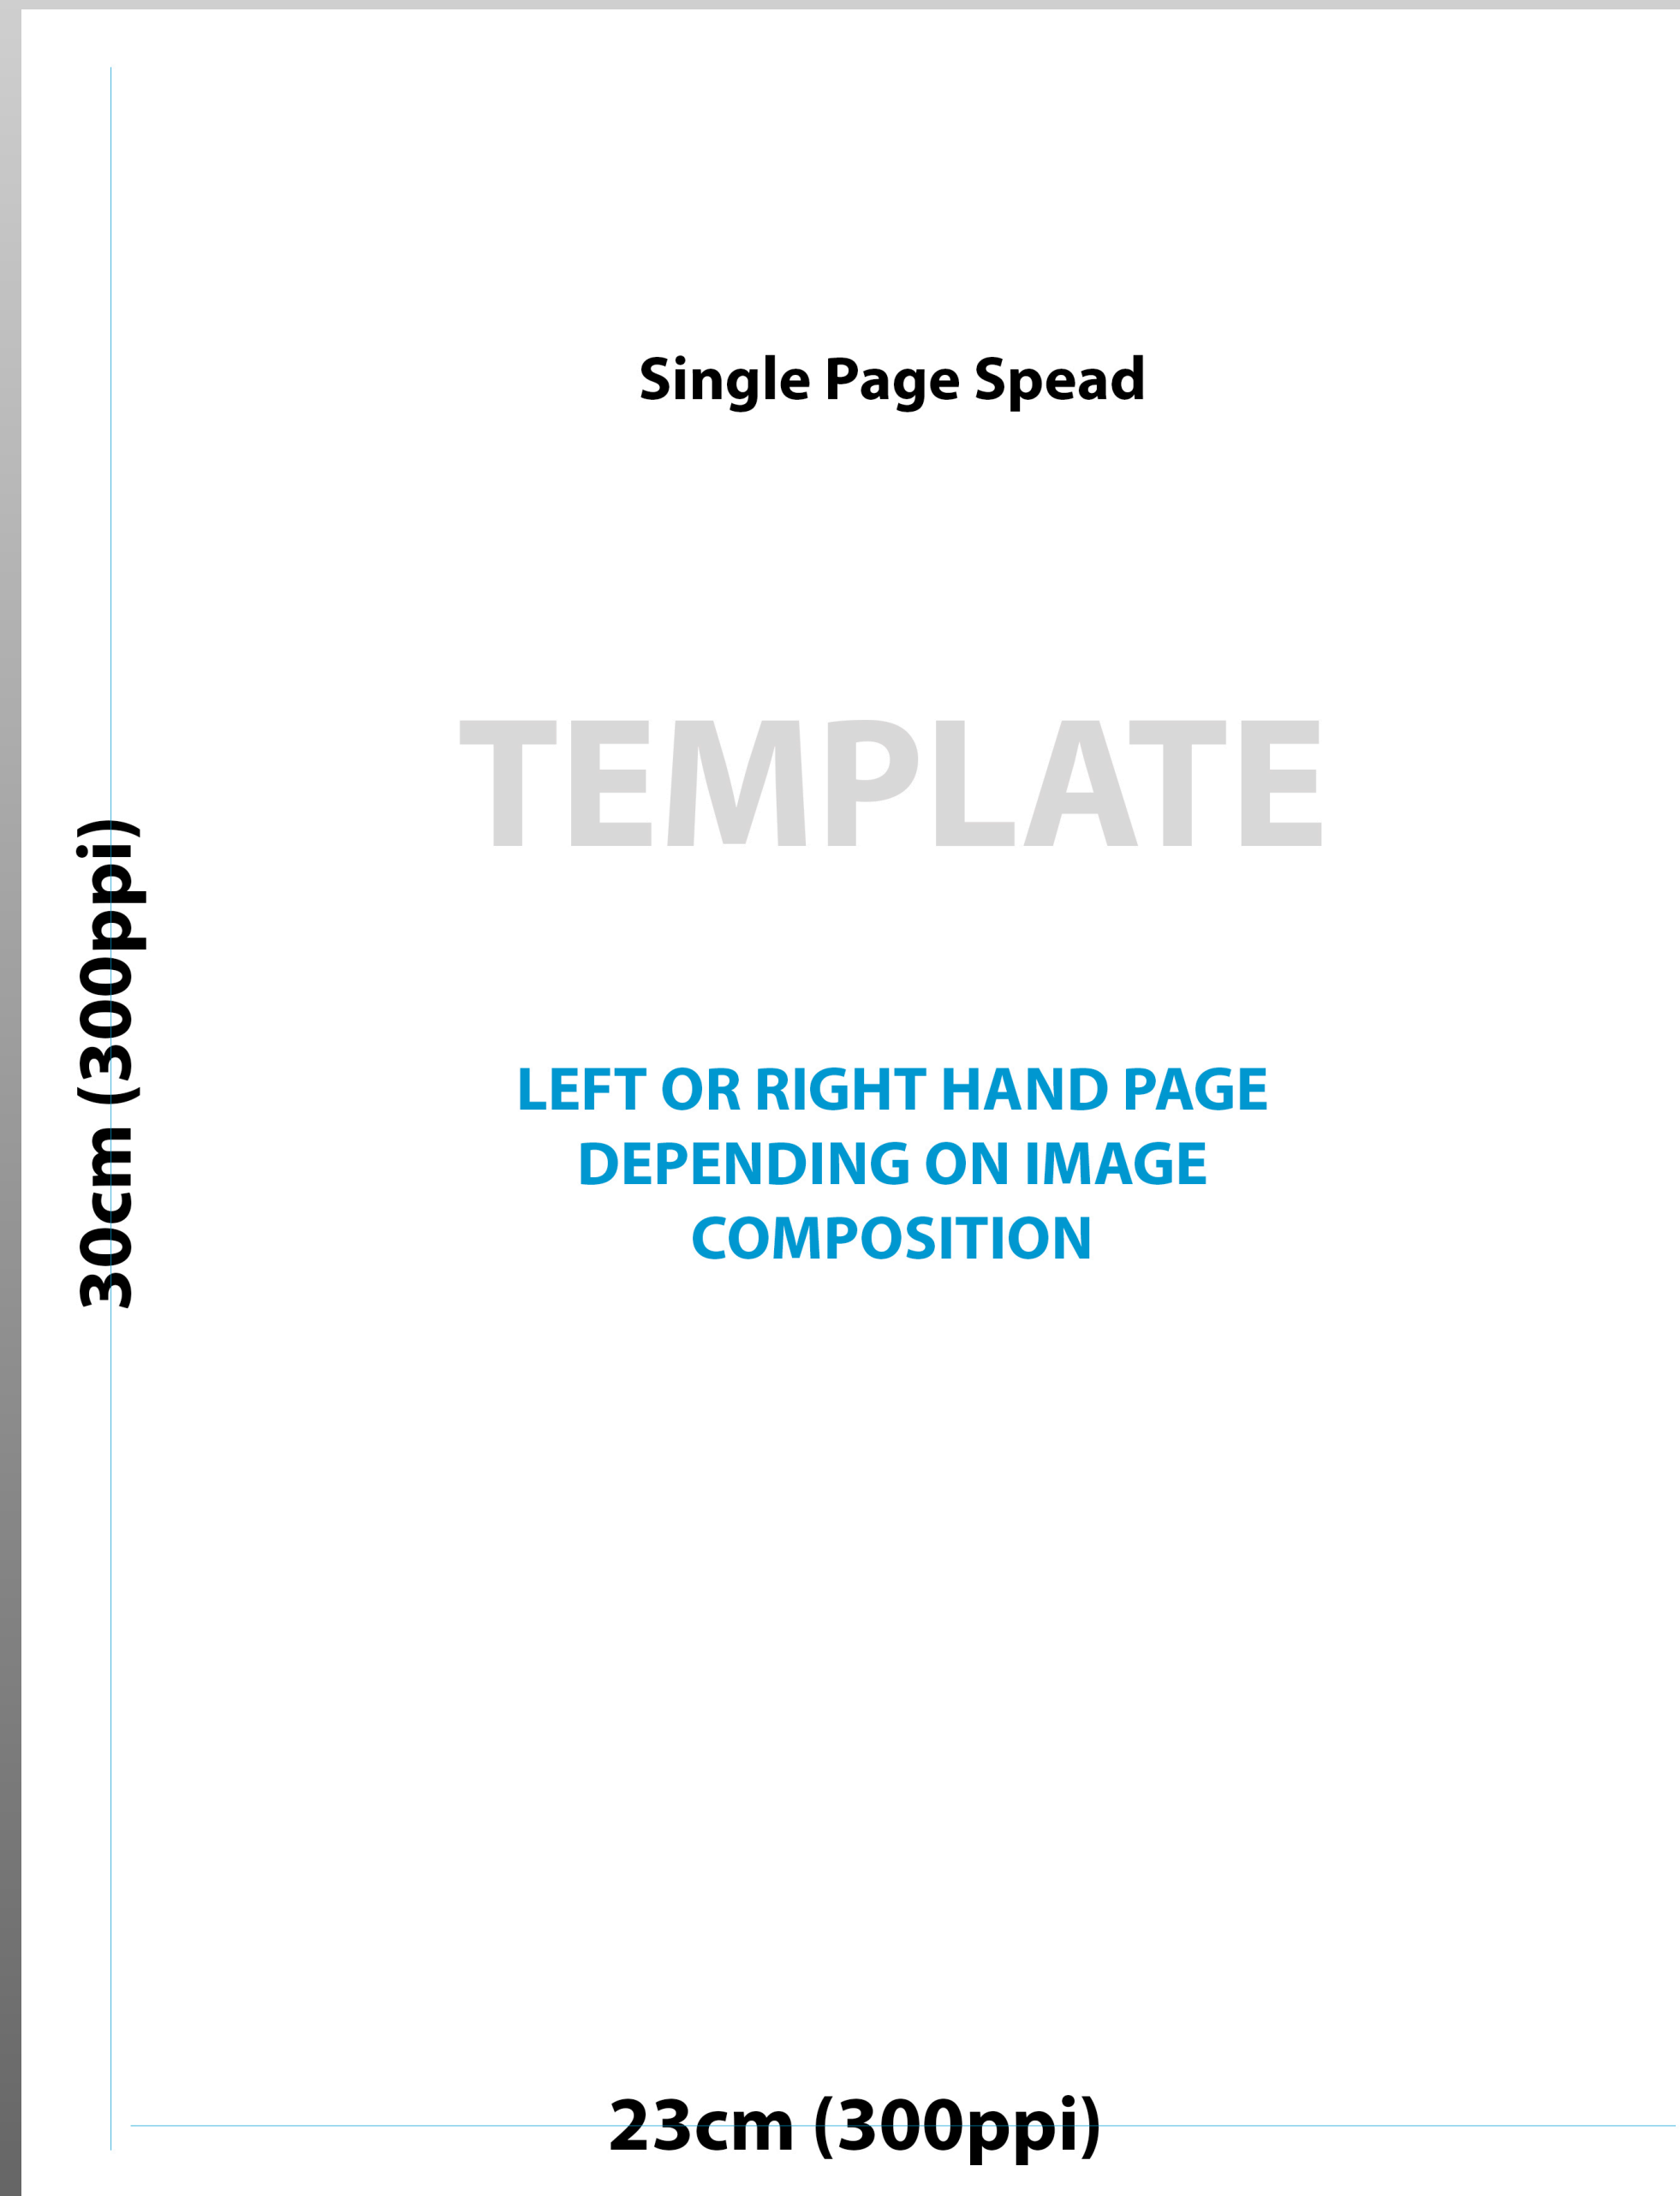 Single Page Spead
TEMPLATE
30cm (300ppi)
LEFT OR RIGHT HAND PAGE
DEPENDING ON IMAGE
COMPOSITION
23cm (300ppi)